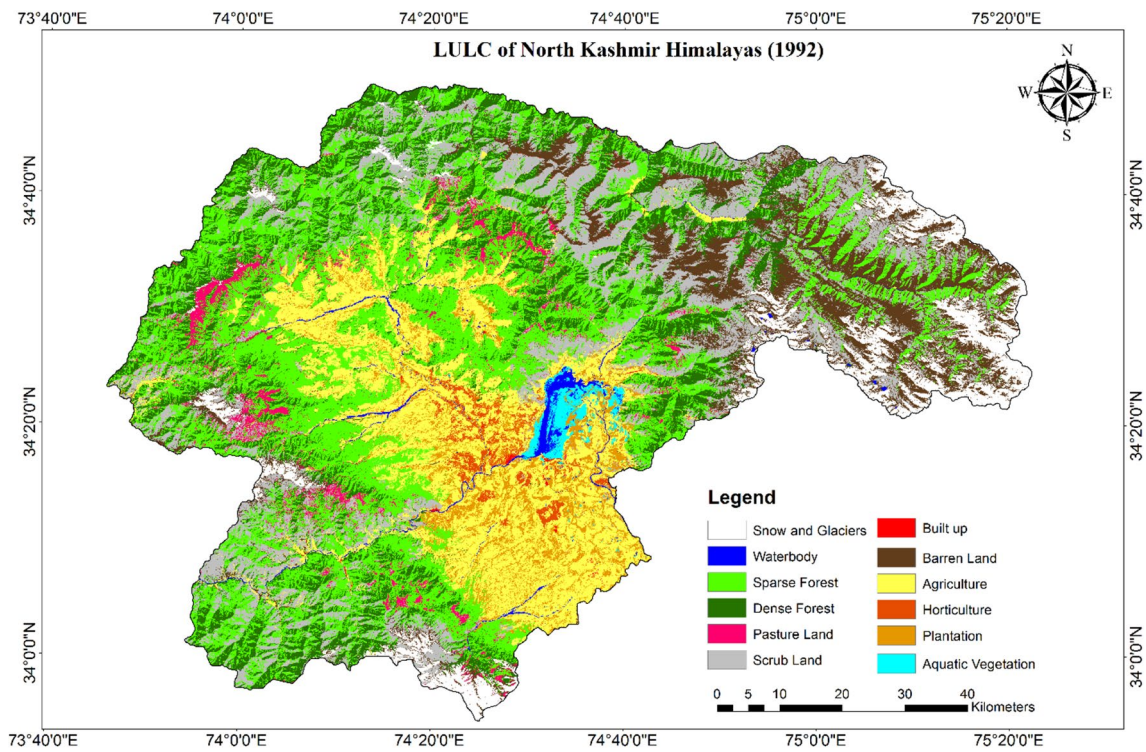 73°40'0"E 74°0'0"E 74°20'0"E 74°40'0"E 75°0'0"E 75°20'0"E
LULC of North Kashmir Himalayas (1992)
N
W E
S
34°40'0"N 34°40'0"N
34°20'0"N 34°20'0"N
34°0'0"N 34°0'0"N
Legend
Snow and Glaciers
Waterbody
Sparse Forest
Dense Forest
Pasture Land
Scrub Land
Built up
Barren Land
Agriculture
Horticulture
Plantation
Aquatic Vegetation
0 5 10 20 30 40
Kilometers
73°40'0"E 74°0'0"E 74°20'0"E 74°40'0"E 75°0'0"E 75°20'0"E